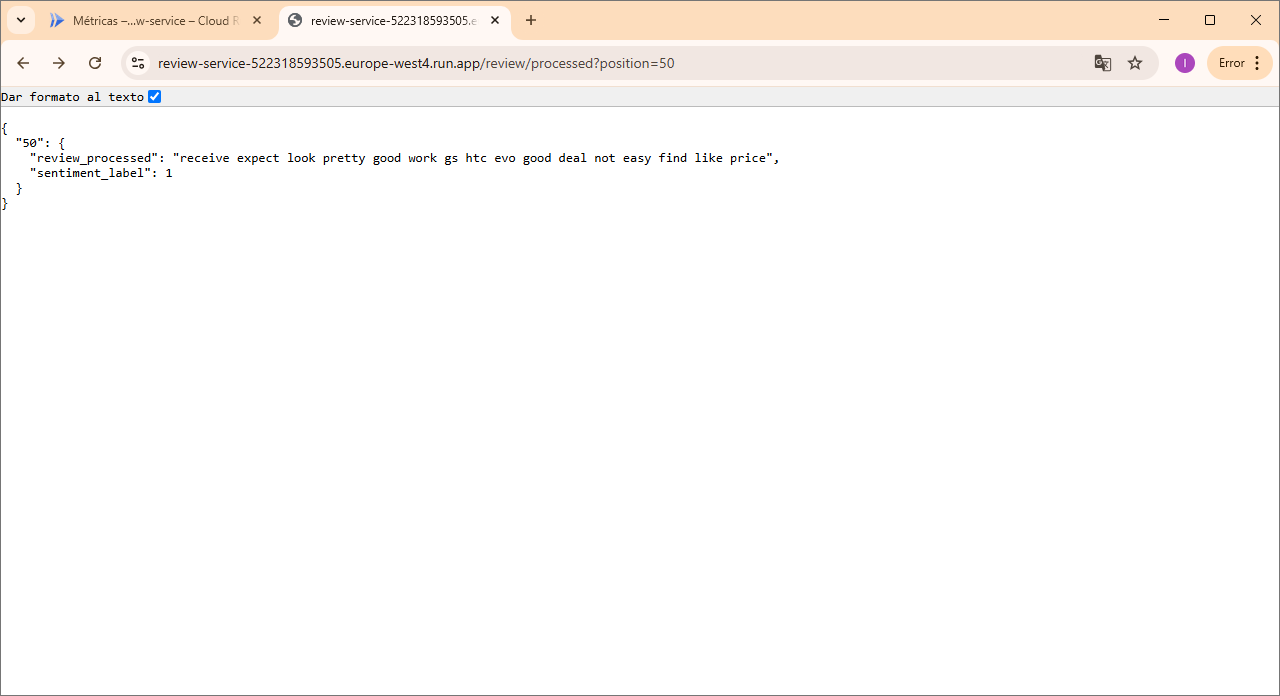 Métricas –...w-service – Cloud R
review-service-522318593505.e
review-service-522318593505.europe-west4.run.app/review/processed?position=50
I
Error
Dar formato al texto
{
  "50": {
    "review_processed": "receive expect look pretty good work gs htc evo good deal not easy find like price",
    "sentiment_label": 1
  }
}